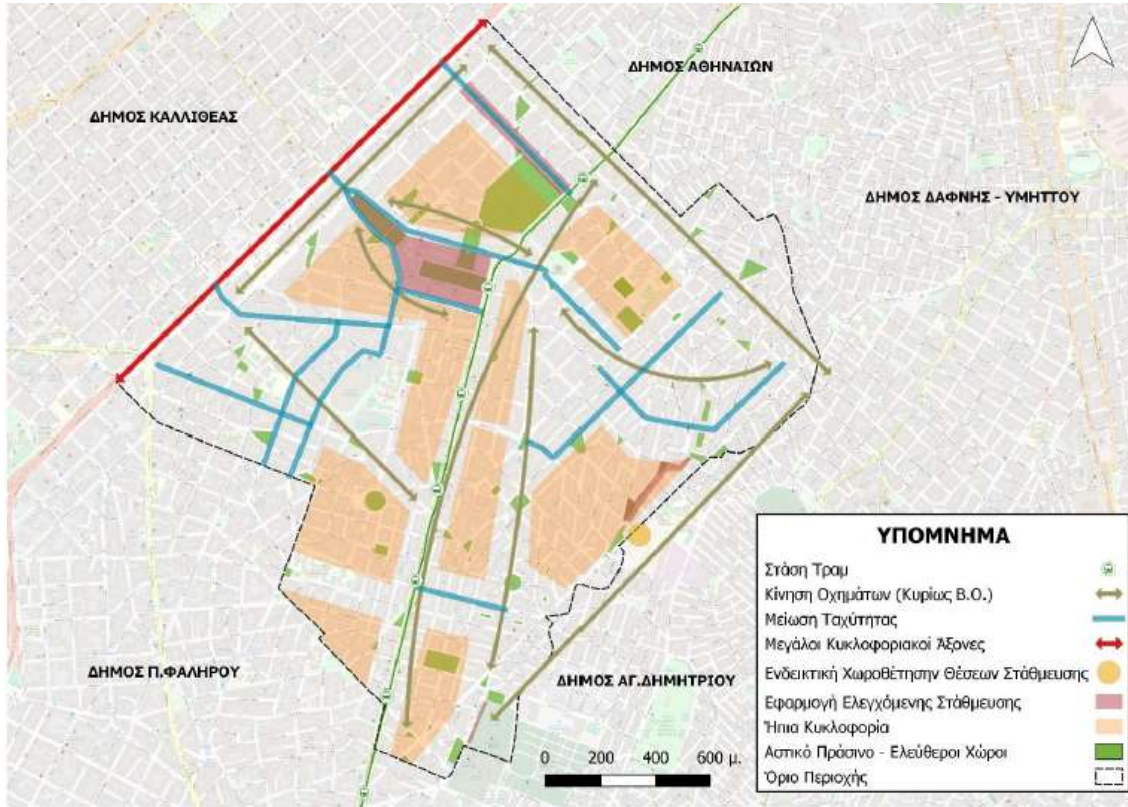 ΔΗΜΟΣ ΑΘΗΝΑΙΩΝ
ΔΗΜΟΣ ΚΑΛΛΙΘΕΑΣ
ΔΗΜΟΣ ΔΑΦΝΗΣ - ΥΜΗΤΤΟΥ
ΔΗΜΟΣ Π.ΦΑΛΗΡΟΥ
ΔΗΜΟΣ ΑΓ.ΔΗΜΗΤΡΙΟΥ
0 200 400 600 μ.
ΥΠΟΜΝΗΜΑ
Στάση Τραμ
Κίνηση Οχημάτων (Κυρίως Β.Ο.)
Μείωση Ταχύτητας
Μεγάλοι Κυκλοφοριακοί Άξονες
Ενδεικτική Χωροθέτησην Θέσεων Στάθμευσης
Εφαρμογή Ελεγχόμενης Στάθμευσης
Ήπια Κυκλοφορία
Αστικό Πράσινο - Ελεύθεροι Χώροι
Όριο Περιοχής